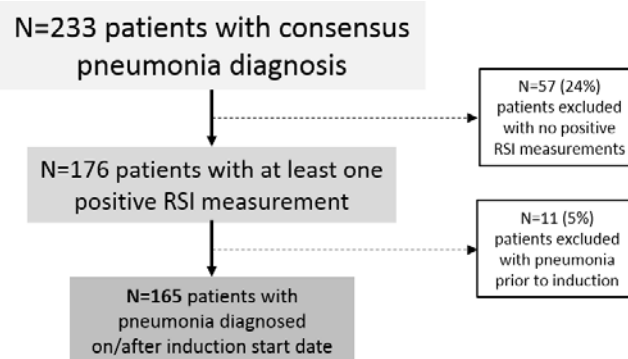 N=233 patients with consensus
pneumonia diagnosis
N=57 (24%)
patients excluded
with no positive
RSI measurements
N=176 patients with at least one
positive RSI measurement
N=11 (5%)
patients excluded
with pneumonia
prior to induction
N=165 patients with
pneumonia diagnosed
on/after induction start date